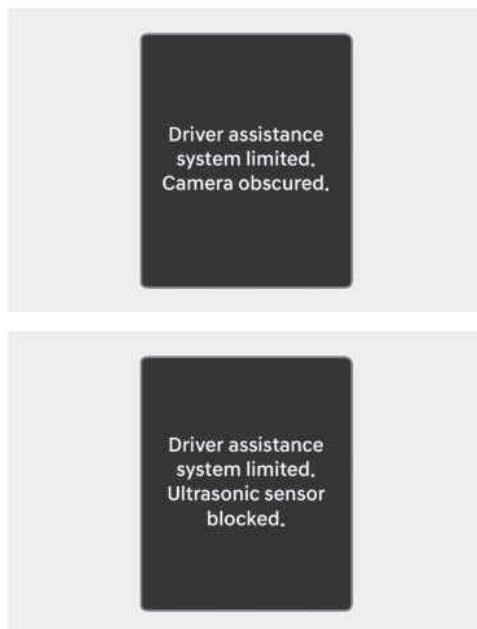 Driver assistance
system limited.
Camera obscured.
Driver assistance
system limited.
Ultrasonic sensor
blocked.